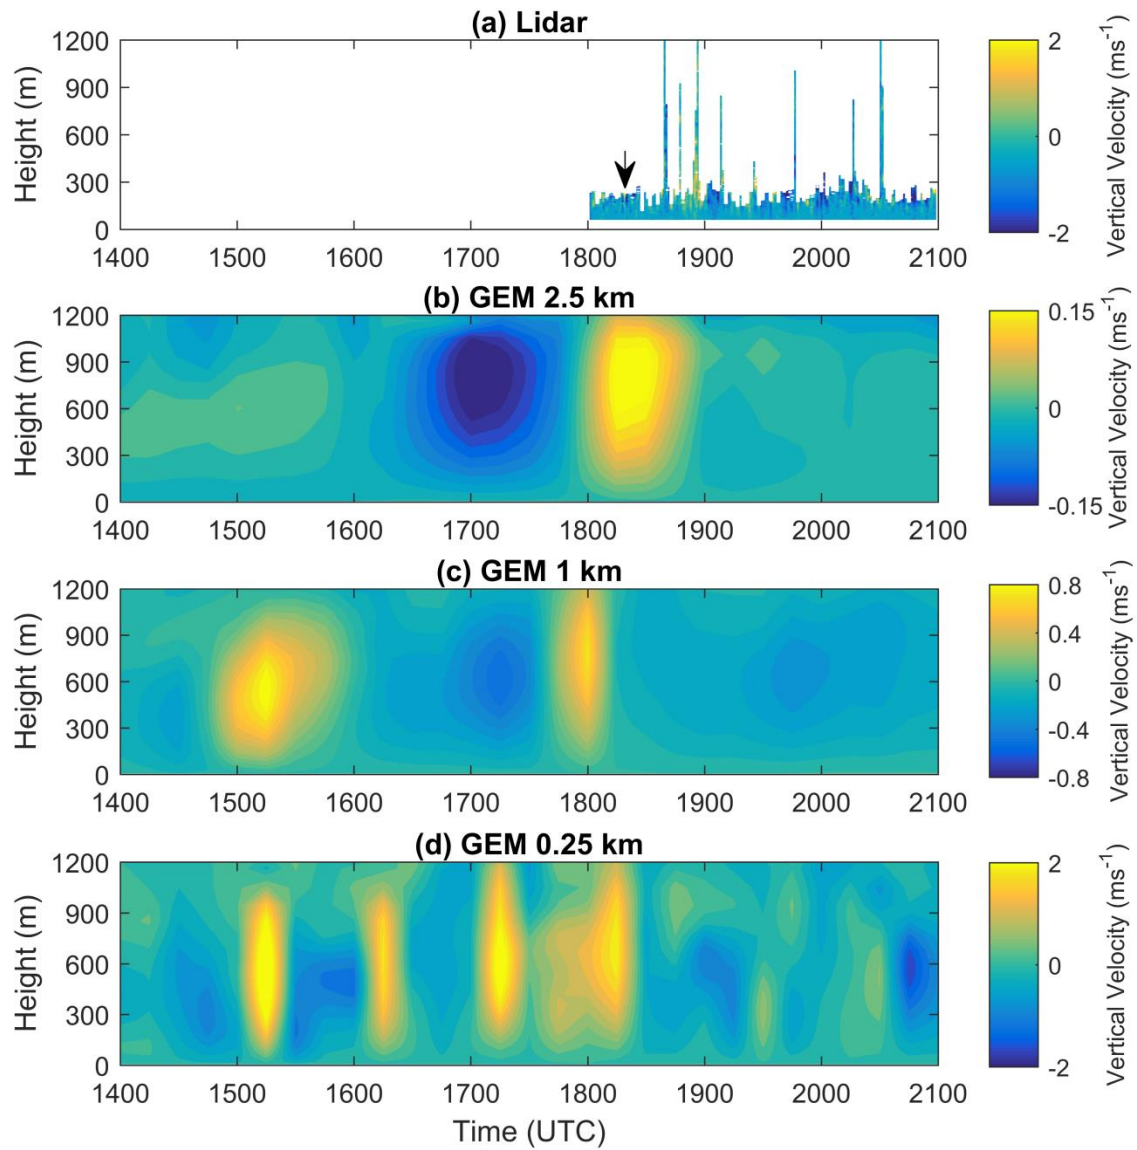 (a) Lidar
1200
900
600
300
0
Height (m)
1400 1500 1600 1700 1800 1900 2000 2100
2
0
-2
Vertical Velocity (ms⁻¹)
(b) GEM 2.5 km
1200
900
600
300
0
Height (m)
1400 1500 1600 1700 1800 1900 2000 2100
0.15
0
-0.15
Vertical Velocity (ms⁻¹)
(c) GEM 1 km
1200
900
600
300
0
Height (m)
1400 1500 1600 1700 1800 1900 2000 2100
0.8
0.4
0
-0.4
-0.8
Vertical Velocity (ms⁻¹)
(d) GEM 0.25 km
1200
900
600
300
0
Height (m)
1400 1500 1600 1700 1800 1900 2000 2100
Time (UTC)
2
0
-2
Vertical Velocity (ms⁻¹)